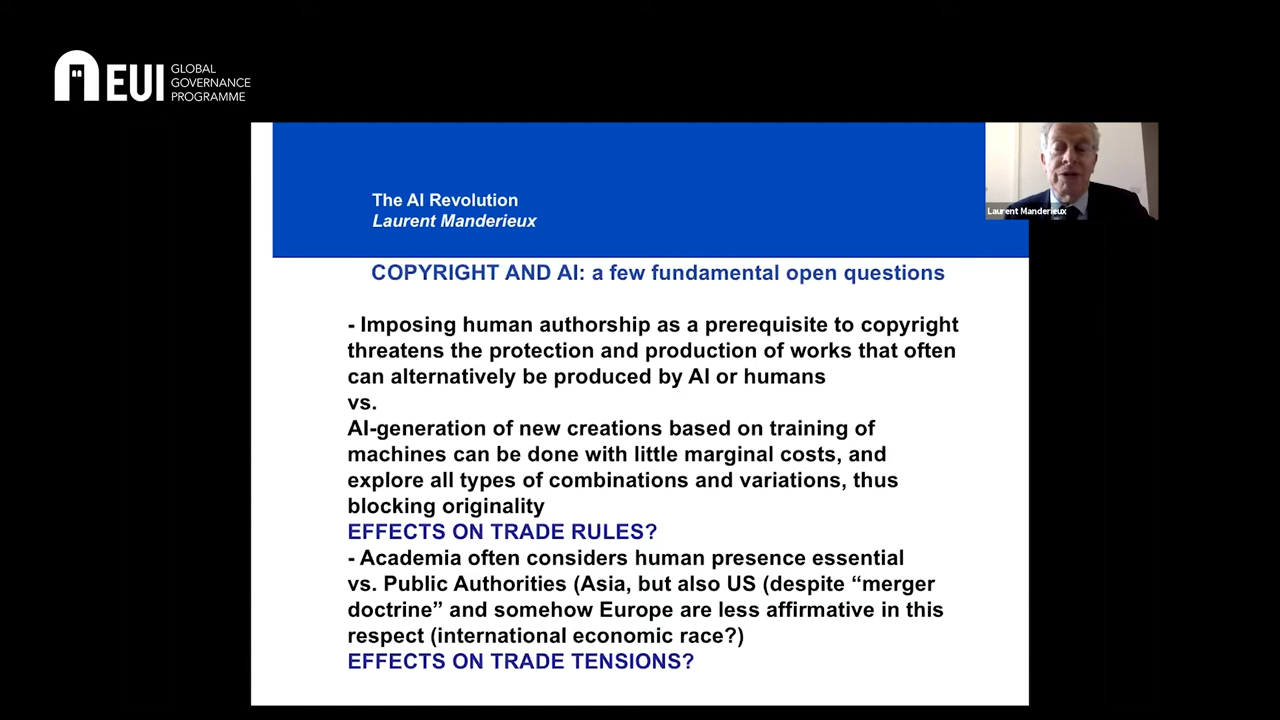 EUI GLOBAL
GOVERNANCE
PROGRAMME
The AI Revolution
Laurent Manderieux
Laurent Manderieux
COPYRIGHT AND AI: a few fundamental open questions
- Imposing human authorship as a prerequisite to copyright
threatens the protection and production of works that often
can alternatively be produced by AI or humans
vs.
AI-generation of new creations based on training of
machines can be done with little marginal costs, and
explore all types of combinations and variations, thus
blocking originality
EFFECTS ON TRADE RULES?
- Academia often considers human presence essential
vs. Public Authorities (Asia, but also US (despite “merger
doctrine” and somehow Europe are less affirmative in this
respect (international economic race?)
EFFECTS ON TRADE TENSIONS?